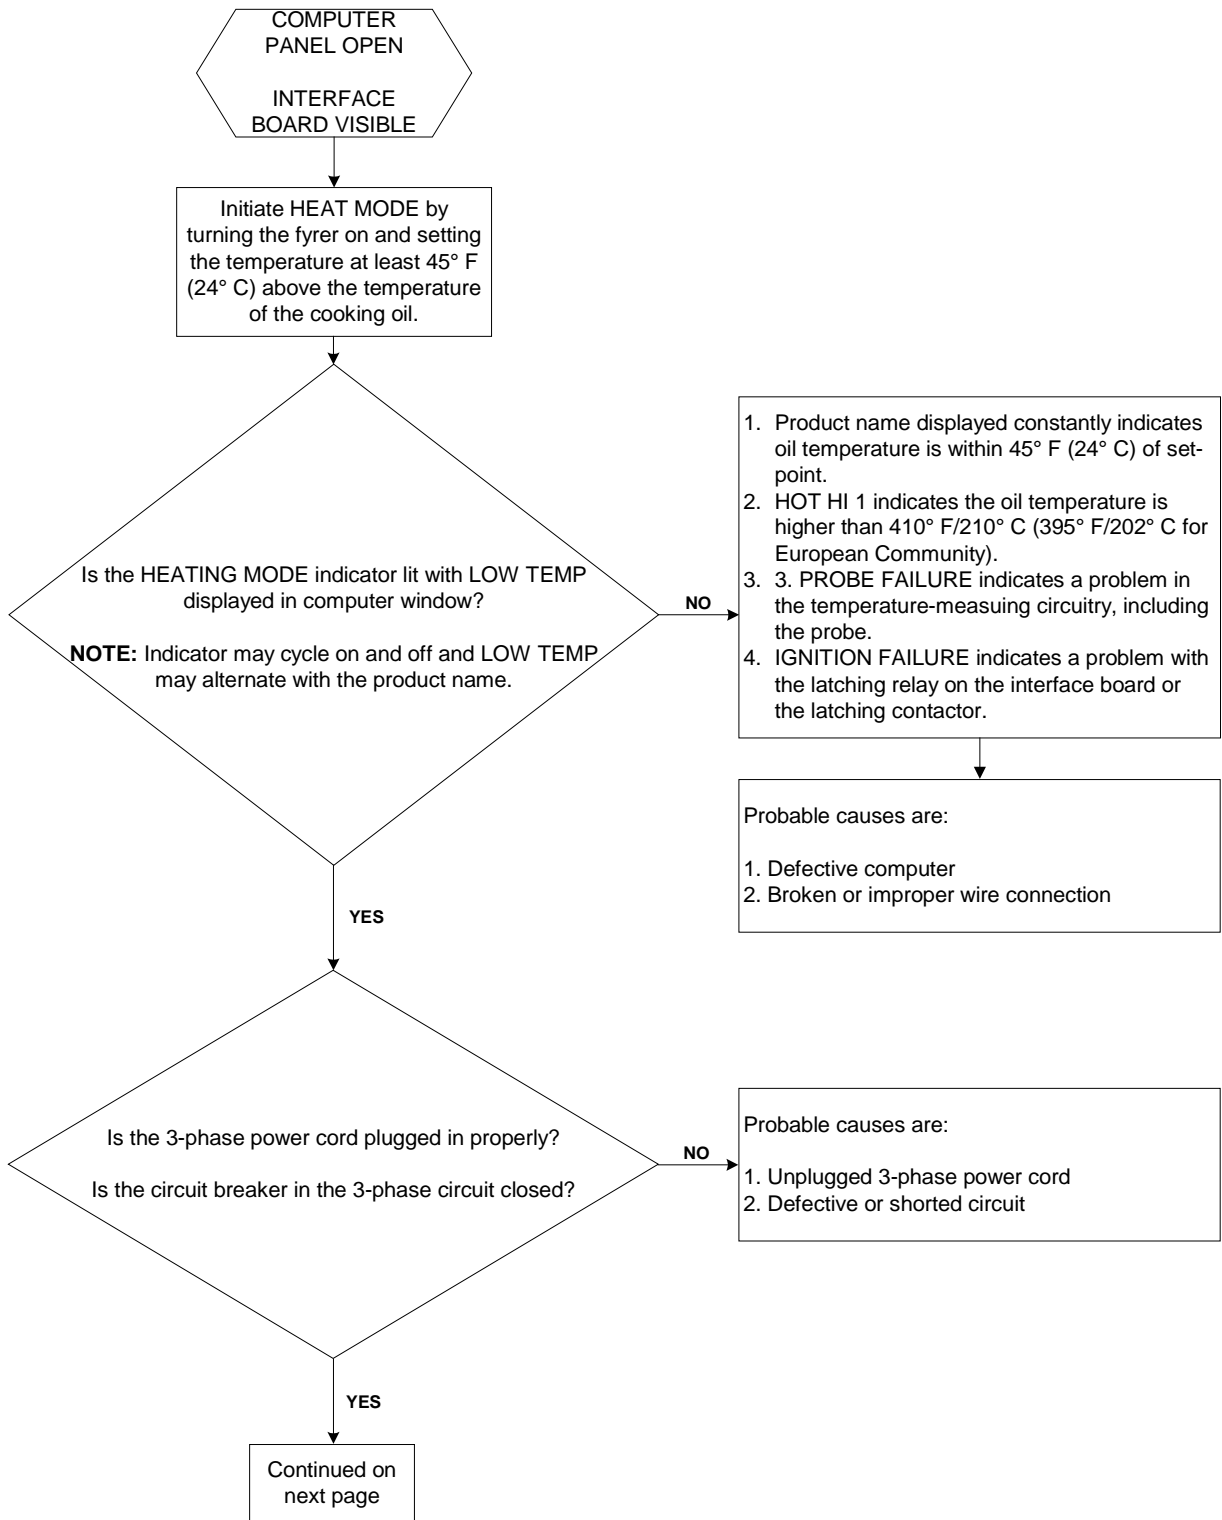 COMPUTER
PANEL OPEN
INTERFACE
BOARD VISIBLE
Initiate HEAT MODE by
turning the fyrer on and setting
the temperature at least 45° F
(24° C) above the temperature
of the cooking oil.
Is the HEATING MODE indicator lit with LOW TEMP
displayed in computer window?
NOTE: Indicator may cycle on and off and LOW TEMP
may alternate with the product name.
NO
1. Product name displayed constantly indicates
oil temperature is within 45° F (24° C) of set-
point.
2. HOT HI 1 indicates the oil temperature is
higher than 410° F/210° C (395° F/202° C for
European Community).
3. 3. PROBE FAILURE indicates a problem in
the temperature-measuing circuitry, including
the probe.
4. IGNITION FAILURE indicates a problem with
the latching relay on the interface board or
the latching contactor.
Probable causes are:
1. Defective computer
2. Broken or improper wire connection
YES
Is the 3-phase power cord plugged in properly?
Is the circuit breaker in the 3-phase circuit closed?
NO
Probable causes are:
1. Unplugged 3-phase power cord
2. Defective or shorted circuit
YES
Continued on
next page